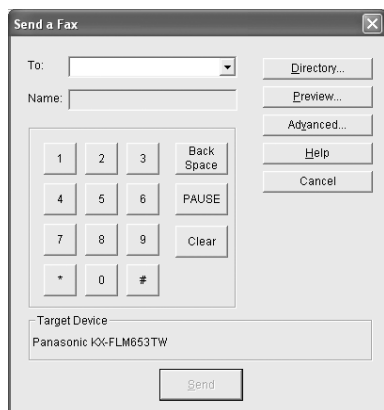 Send a Fax
To:
Name:
Directory...
Preview...
Advanced...
Help
Cancel
1 2 3 Back Space
4 5 6 PAUSE
7 8 9 Clear
* 0 #
Target Device
Panasonic KX-FLM653TW
Send